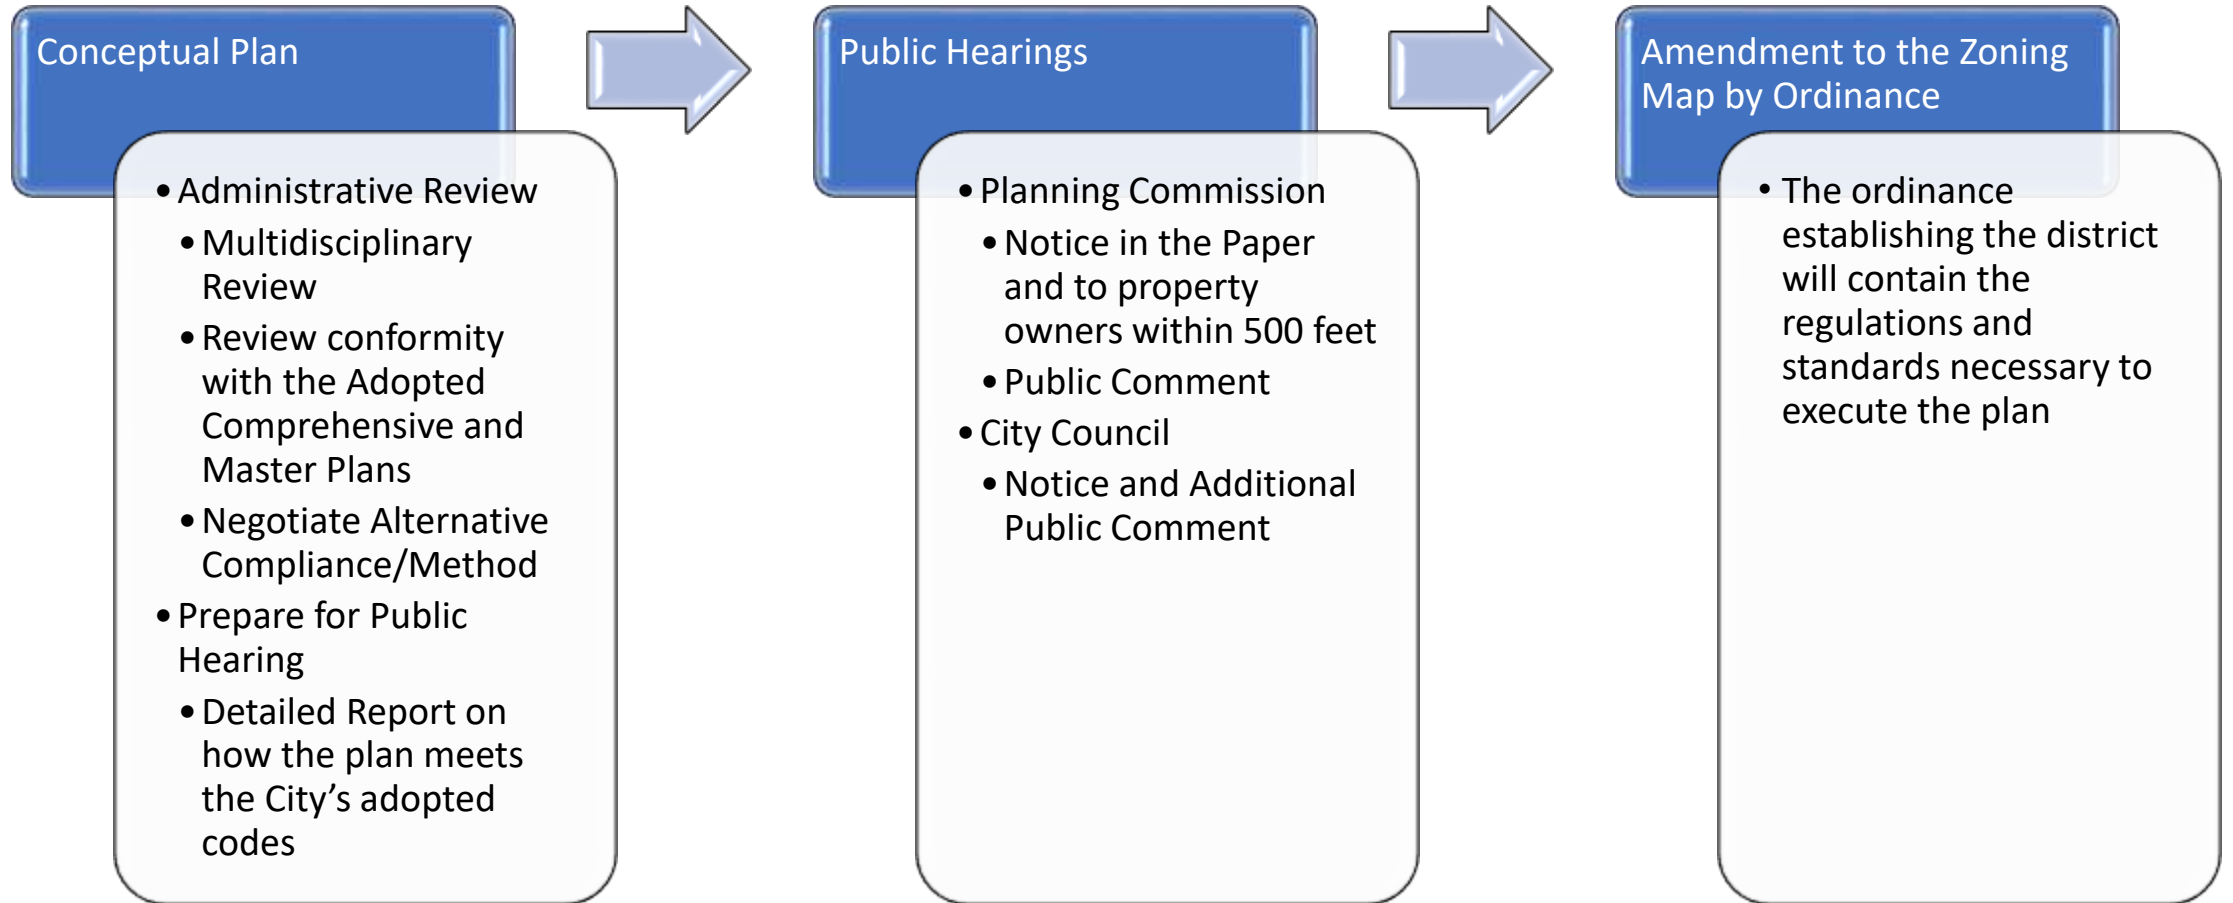 Conceptual Plan
• Administrative Review
• Multidisciplinary
Review
• Review conformity
with the Adopted
Comprehensive and
Master Plans
• Negotiate Alternative
Compliance/Method
• Prepare for Public
Hearing
• Detailed Report on
how the plan meets
the City’s adopted
codes
Public Hearings
• Planning Commission
• Notice in the Paper
and to property
owners within 500 feet
• Public Comment
• City Council
• Notice and Additional
Public Comment
Amendment to the Zoning
Map by Ordinance
• The ordinance
establishing the district
will contain the
regulations and
standards necessary to
execute the plan